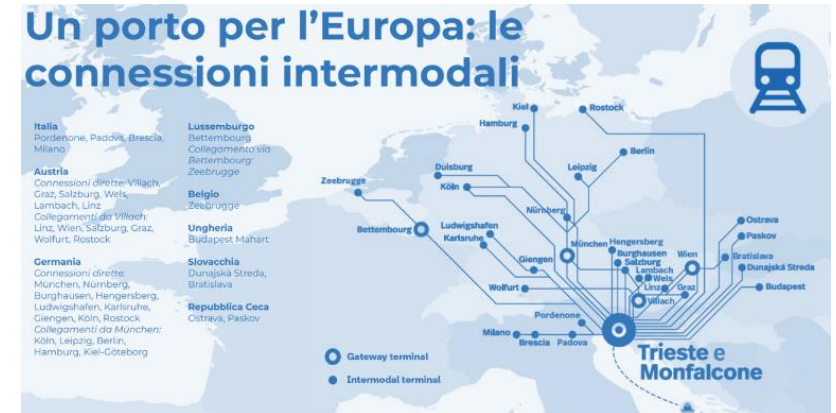 Un porto per l'Europa: le
connessioni intermodali
Italia
Pordenone, Padova, Brescia,
Milano
Austria
Connessioni dirette: Villach,
Graz, Salzburg, Wels,
Lambach, Linz
Collegamenti da Villach:
Linz, Wien, Salzburg, Graz,
Wolfurt, Rostock
Germania
Connessioni dirette:
München, Nürnberg,
Burghausen, Hengersberg,
Ludwigshafen, Karlsruhe,
Giengen, Köln, Rostock
Collegamenti da München:
Köln, Leipzig, Berlin,
Hamburg, Kiel-Göteborg
Lussemburgo
Bettembourg
Collegamento via
Bettembourg:
Zeebrugge
Belgio
Zeebrugge
Ungheria
Budapest Mahart
Slovacchia
Dunajská Streda,
Bratislava
Repubblica Ceca
Ostrava, Paskov
Kiel
Rostock
Hamburg
Berlin
Duisburg
Leipzig
Zeebrugge
Köln
Nürnberg
Ostrava
Bettembourg
Ludwigshafen
Karlsruhe
Paskov
München
Hengersberg
Burghausen
Wien
Giengen
Salzburg
Bratislava
Lambach
Dunajská Streda
Wels
Wolfurt
Linz
Graz
Budapest
Villach
Pordenone
Milano
Brescia
Padova
Trieste e
Monfalcone
Gateway terminal
Intermodal terminal